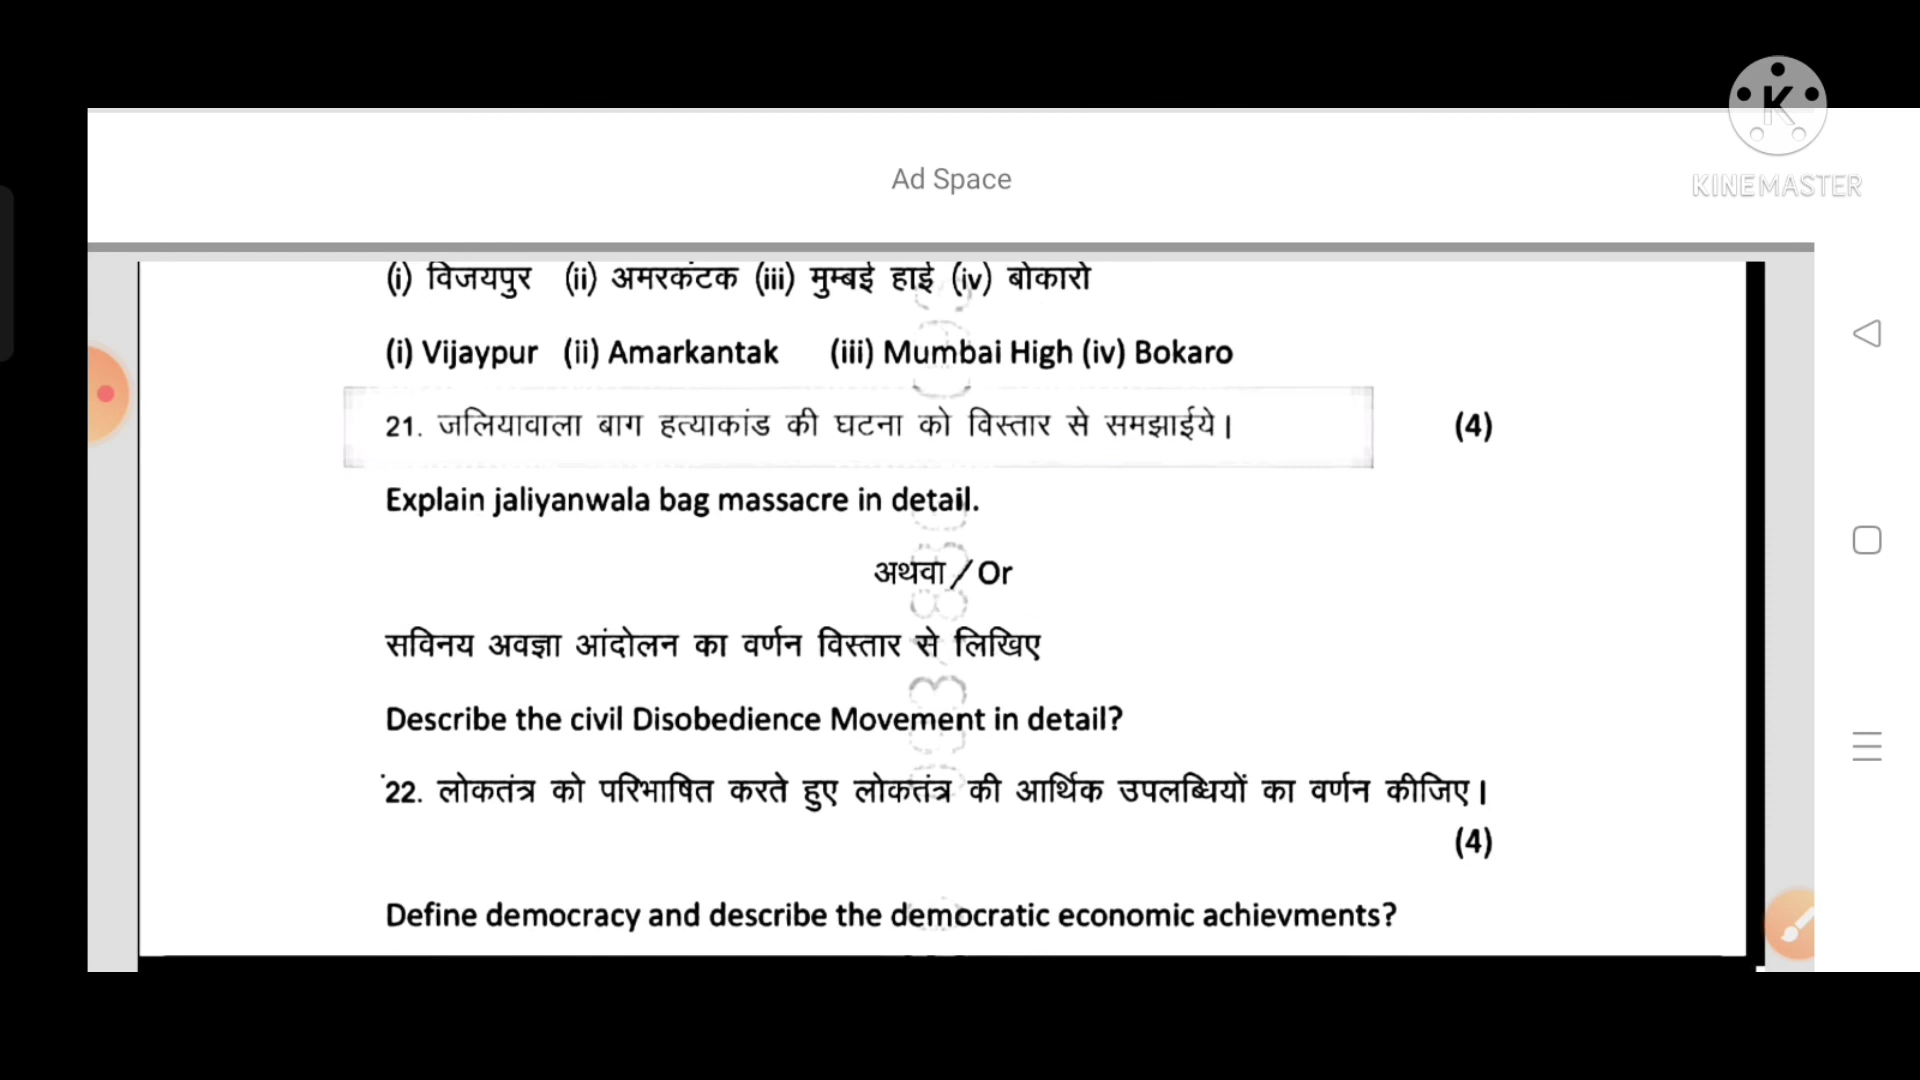 KINEMASTER
Ad Space
(i) विजयपुर (ii) अमरकंटक (iii) मुम्बई हाई (iv) बोकारो
(i) Vijaypur (ii) Amarkantak (iii) Mumbai High (iv) Bokaro
21. जलियावाला बाग हत्याकांड की घटना को विस्तार से समझाईये। (4)
Explain jaliyanwala bag massacre in detail.
अथवा/Or
सविनय अवज्ञा आंदोलन का वर्णन विस्तार से लिखिए
Describe the civil Disobedience Movement in detail?
22. लोकतंत्र को परिभाषित करते हुए लोकतंत्र की आर्थिक उपलब्धियों का वर्णन कीजिए।
(4)
Define democracy and describe the democratic economic achievments?